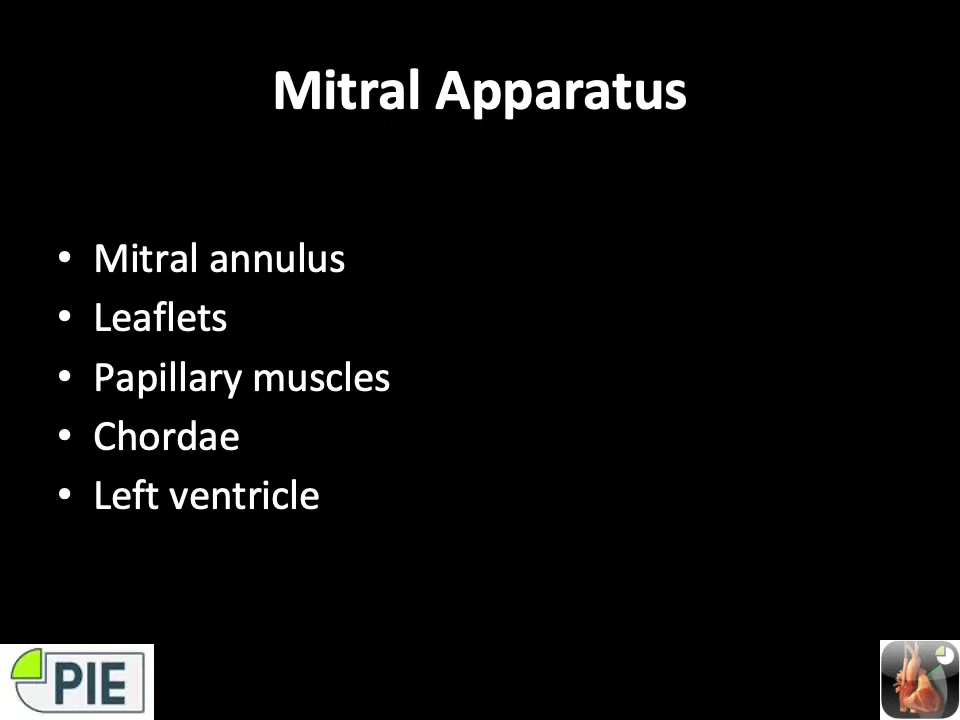 Mitral Apparatus
• Mitral annulus
• Leaflets
• Papillary muscles
• Chordae
• Left ventricle
PIE